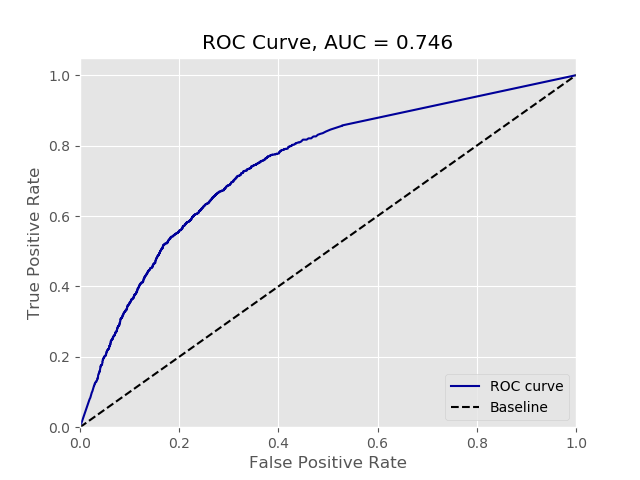 ROC Curve, AUC = 0.746
True Positive Rate
1.0
0.8
0.6
0.4
0.2
0.0
0.0 0.2 0.4 0.6 0.8 1.0
False Positive Rate
ROC curve
Baseline